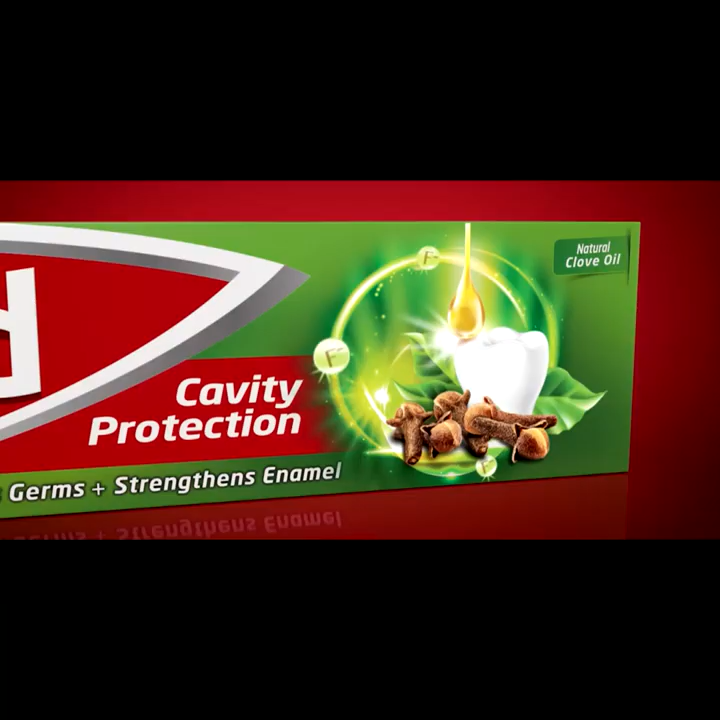 Natural
Clove Oil
F-
F-
d
Cavity
Protection
Germs + Strengthens Enamel
F-